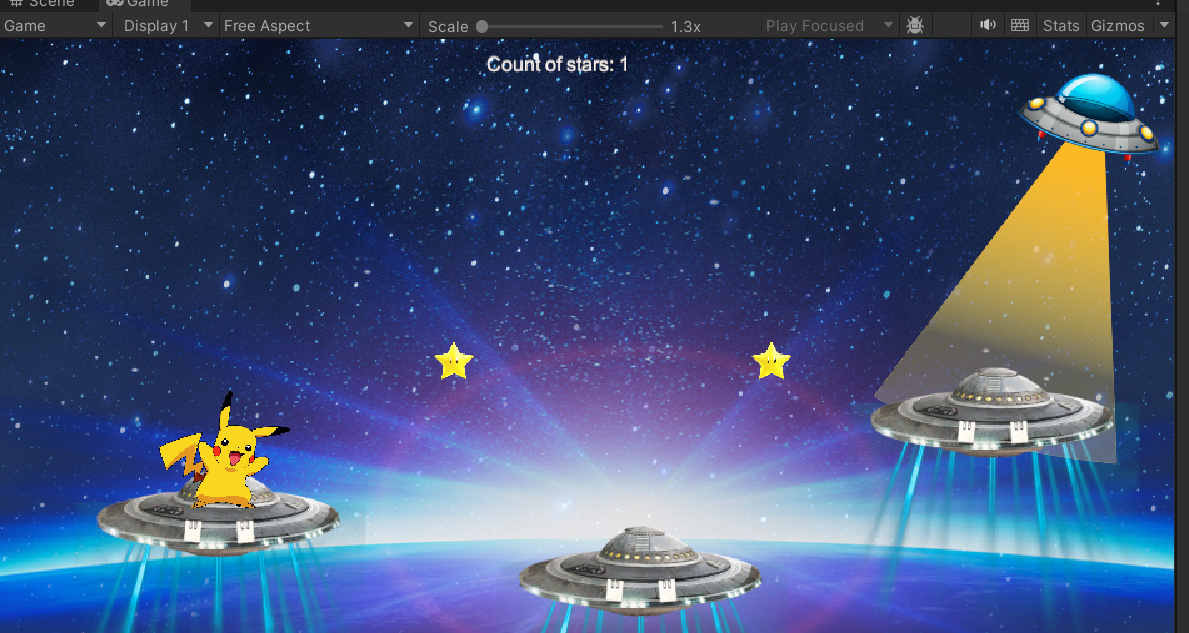 Scene Game
Game Display 1 Free Aspect Scale 1.3x Play Focused Stats Gizmos
Count of stars: 1